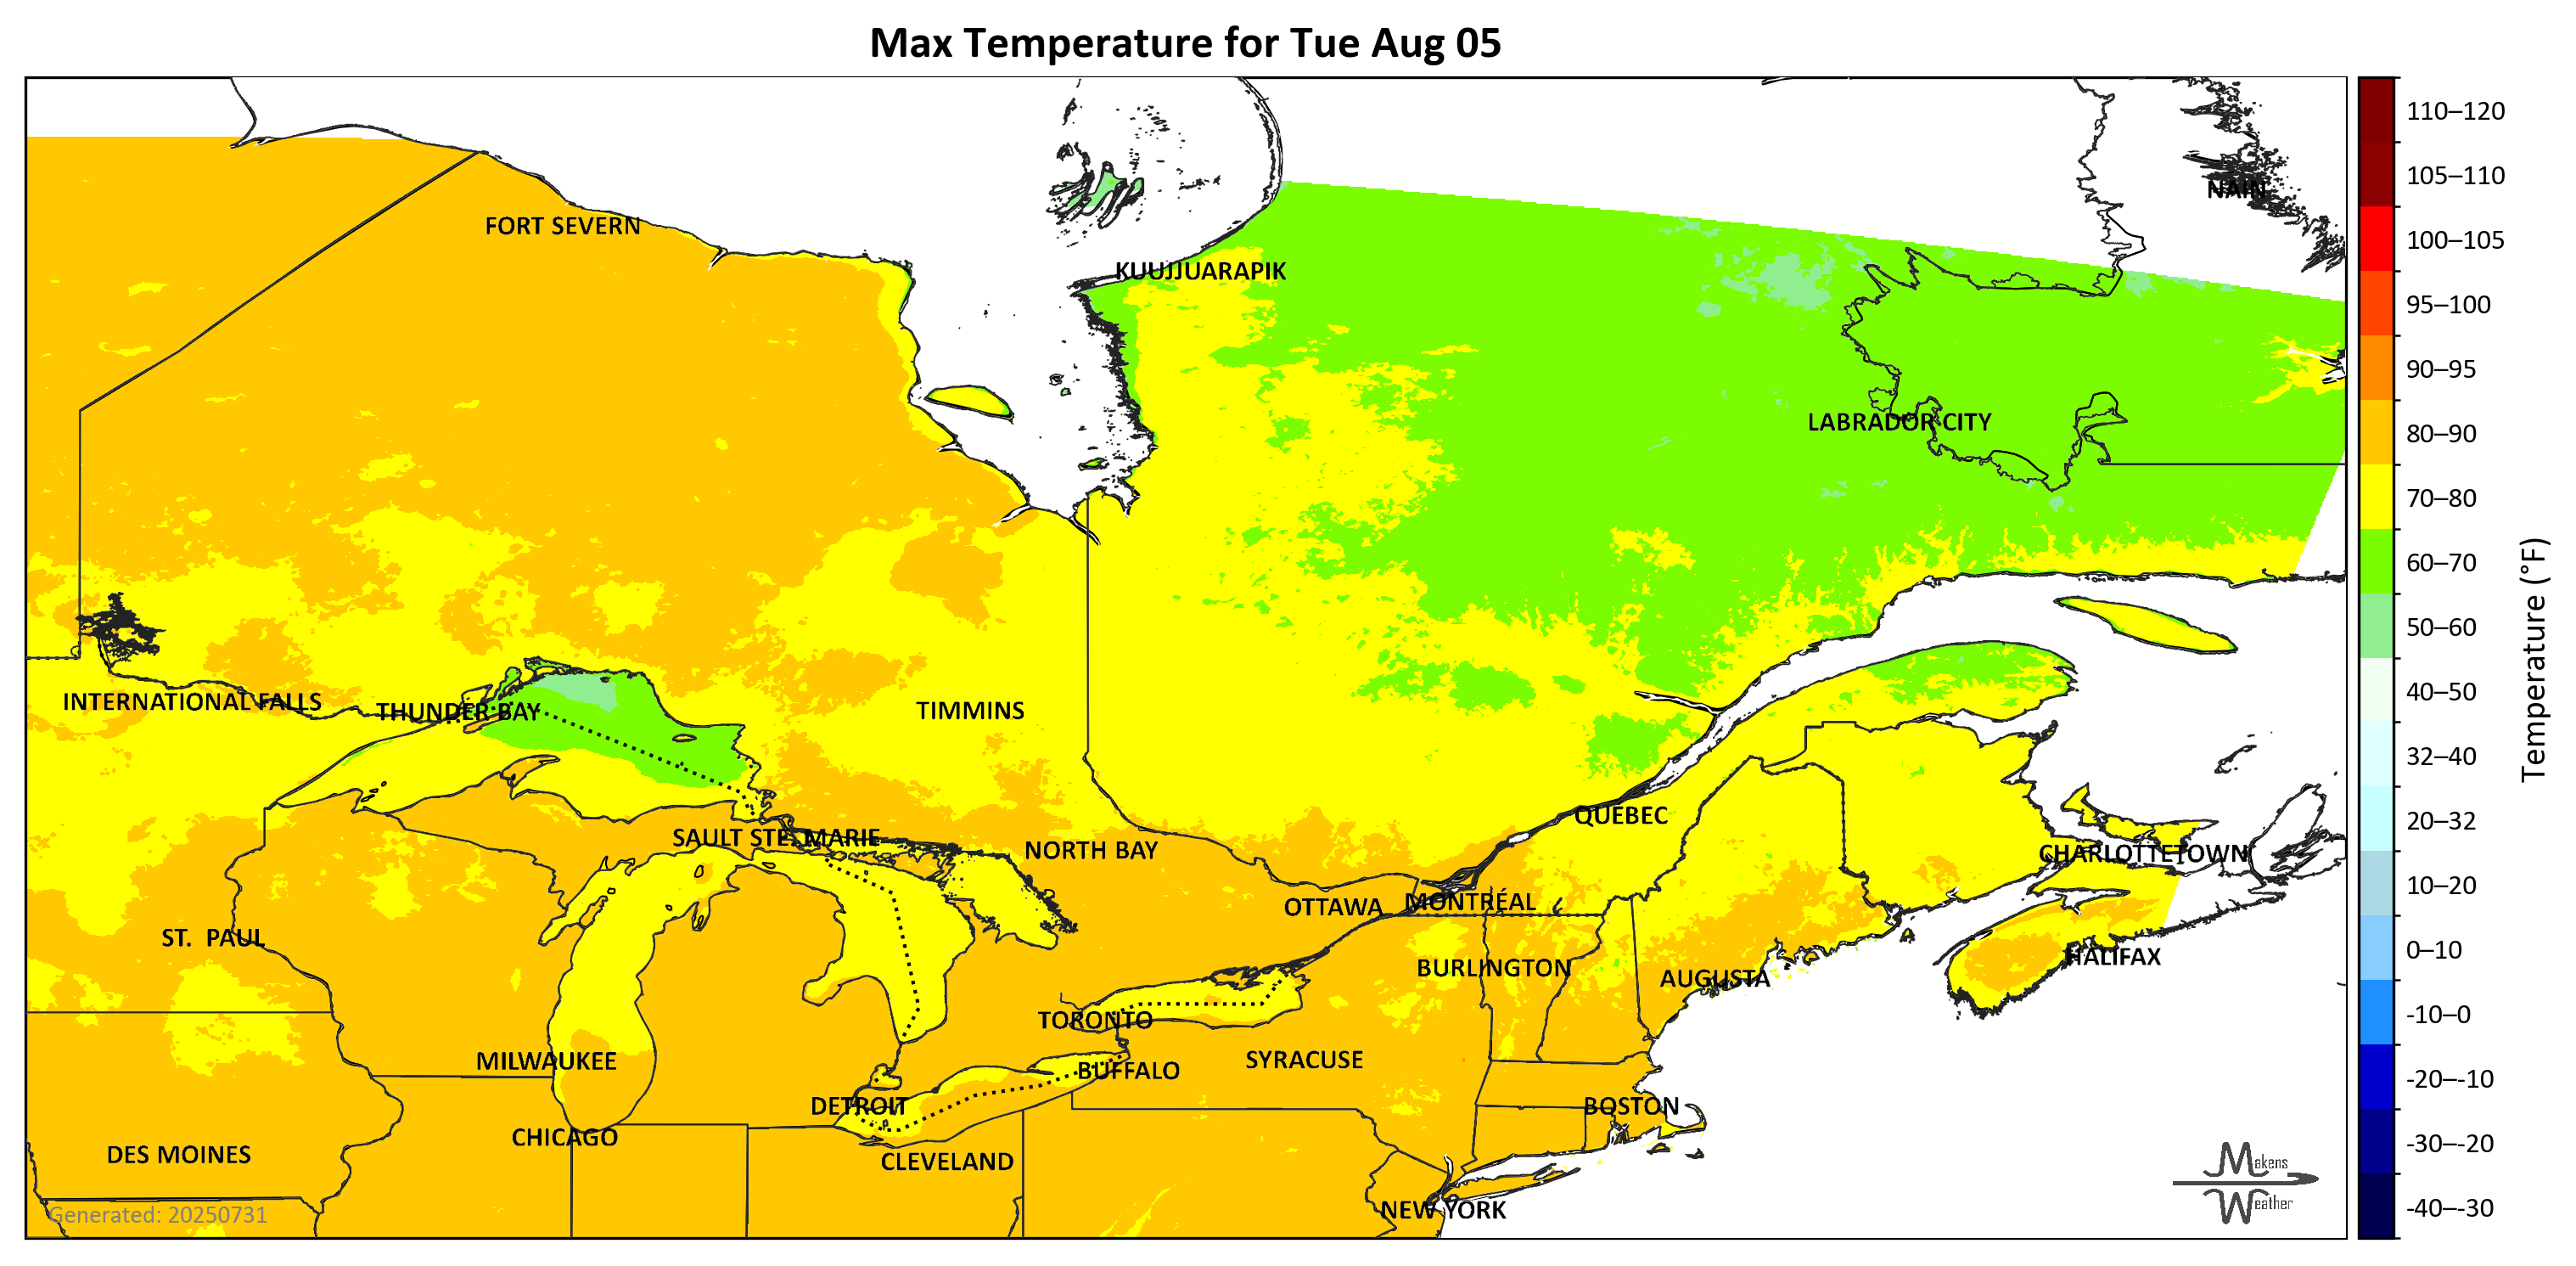 Max Temperature for Tue Aug 05
NAIN
FORT SEVERN
KUUJJUARAPIK
LABRADOR CITY
INTERNATIONAL FALLS
THUNDER BAY
TIMMINS
QUEBEC
SAULT STE. MARIE
NORTH BAY
CHARLOTTETOWN
OTTAWA
MONTRÉAL
ST. PAUL
HALIFAX
BURLINGTON
AUGUSTA
TORONTO
SYRACUSE
MILWAUKEE
BUFFALO
DETROIT
BOSTON
CHICAGO
DES MOINES
CLEVELAND
NEW YORK
Generated: 20250731
Makens
Weather
110–120
105–110
100–105
95–100
90–95
80–90
70–80
60–70
50–60
40–50
32–40
20–32
10–20
0–10
-10–0
-20–-10
-30–-20
-40–-30
Temperature (°F)